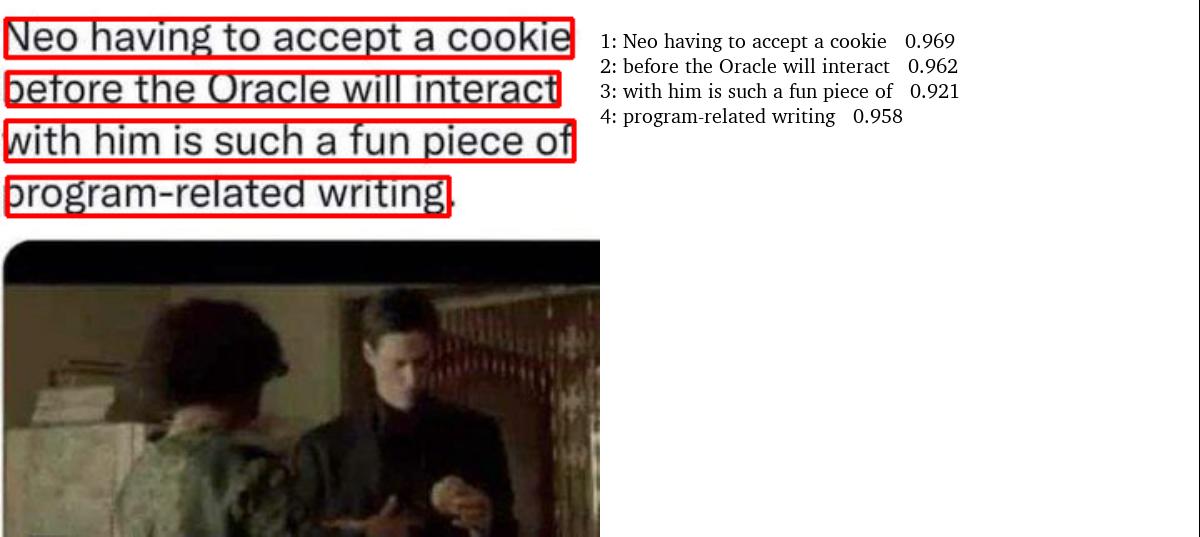 Neo having to accept a cookie
before the Oracle will interact
with him is such a fun piece of
program-related writing.
1: Neo having to accept a cookie 0.969
2: before the Oracle will interact 0.962
3: with him is such a fun piece of 0.921
4: program-related writing 0.958